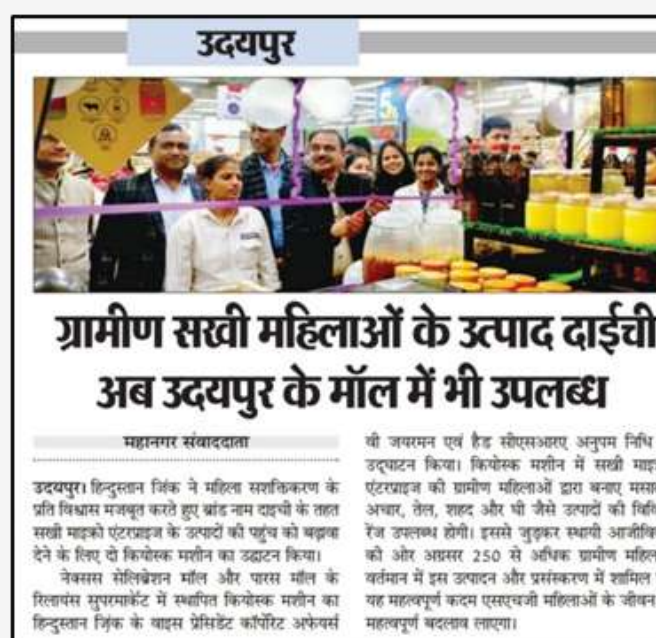 उदयपुर
ग्रामीण सखी महिलाओं के उत्पाद दाईची
अब उदयपुर के मॉल में भी उपलब्ध
महानगर संवाददाता
उदयपुर। हिन्दुस्तान जिंक ने महिला सशक्तिकरण के
प्रति विश्वास मजबूत करते हुए ब्रांड नाम दाइची के तहत
सखी माइक्रो एंटरप्राइज के उत्पादों की पहुंच को बढ़ावा
देने के लिए दो कियोस्क मशीन का उद्घाटन किया।
नेक्सस सेलिब्रेशन मॉल और पारस मॉल के
रिलायंस सुपरमार्केट में स्थापित कियोस्क मशीन का
हिन्दुस्तान जिंक के वाइस प्रेसिडेंट कॉर्पोरेट अफेयर्स
वी जयरमन एवं हैड सीएसआरए अनुपम निधि
उद्घाटन किया। कियोस्क मशीन में सखी माइ
एंटरप्राइज की ग्रामीण महिलाओं द्वारा बनाए मसा
अचार, तेल, शहद और घी जैसे उत्पादों की विवि
रेंज उपलब्ध होगी। इससे जुड़कर स्थायी आजीवि
की ओर अग्रसर 250 से अधिक ग्रामीण महिल
वर्तमान में इस उत्पादन और प्रसंस्करण में शामिल
यह महत्वपूर्ण कदम एसएचजी महिलाओं के जीवन
महत्वपूर्ण बदलाव लाएगा।